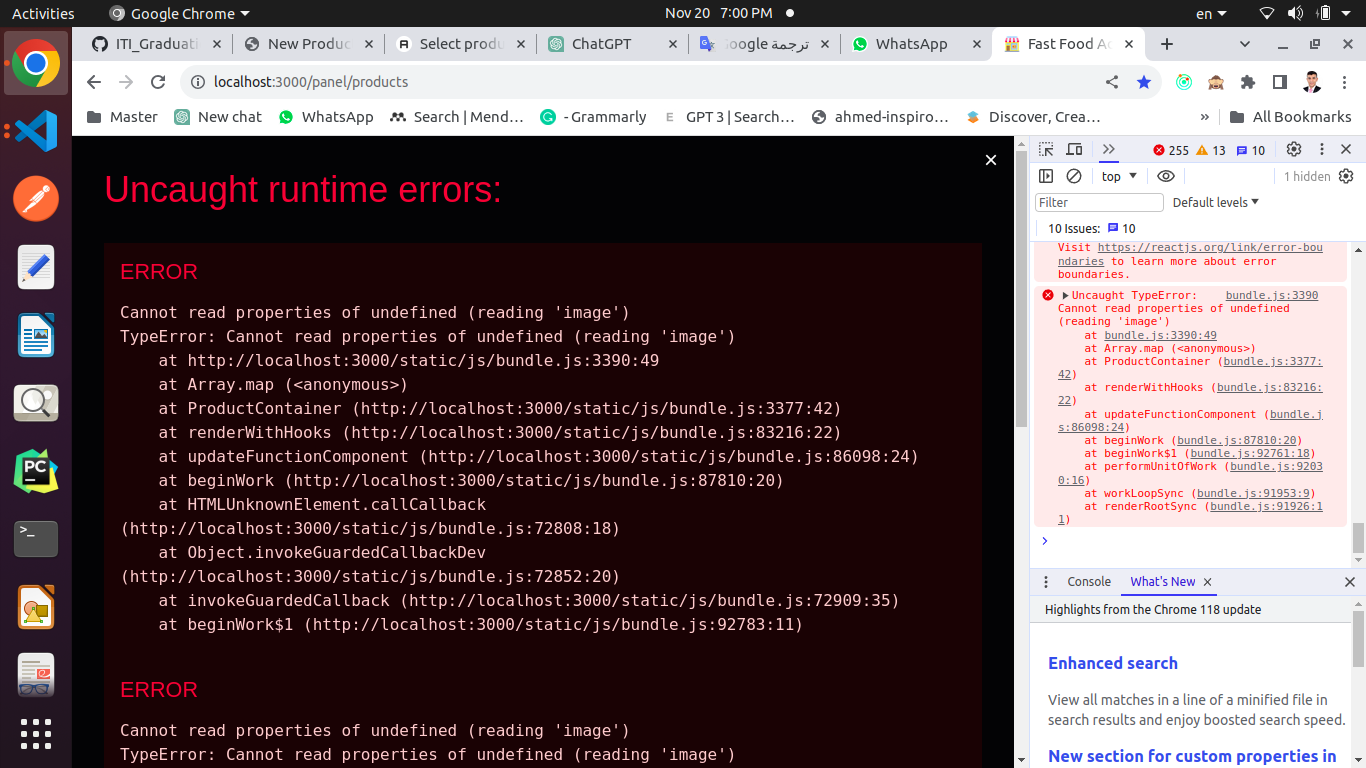 Activities
Google Chrome
Nov 20 7:00 PM
en
ITI_Graduati
New Produc
Select produ
ChatGPT
ترجمة Google
WhatsApp
Fast Food Ad
localhost:3000/panel/products
Master
New chat
WhatsApp
Search | Mend…
- Grammarly
E GPT 3 | Search…
ahmed-inspiro…
Discover, Crea…
»
All Bookmarks
Uncaught runtime errors:
ERROR
Cannot read properties of undefined (reading 'image')
TypeError: Cannot read properties of undefined (reading 'image')
at http://localhost:3000/static/js/bundle.js:3390:49
at Array.map (<anonymous>)
at ProductContainer (http://localhost:3000/static/js/bundle.js:3377:42)
at renderWithHooks (http://localhost:3000/static/js/bundle.js:83216:22)
at updateFunctionComponent (http://localhost:3000/static/js/bundle.js:86098:24)
at beginWork (http://localhost:3000/static/js/bundle.js:87810:20)
at HTMLUnknownElement.callCallback
(http://localhost:3000/static/js/bundle.js:72808:18)
at Object.invokeGuardedCallbackDev
(http://localhost:3000/static/js/bundle.js:72852:20)
at invokeGuardedCallback (http://localhost:3000/static/js/bundle.js:72909:35)
at beginWork$1 (http://localhost:3000/static/js/bundle.js:92783:11)
ERROR
Cannot read properties of undefined (reading 'image')
TypeError: Cannot read properties of undefined (reading 'image')
255 13 10
top
1 hidden
Filter
Default levels
10 Issues: 10
Visit https://reactjs.org/link/error-bou
ndaries to learn more about error
boundaries.
Uncaught TypeError: bundle.js:3390
Cannot read properties of undefined
(reading 'image')
at bundle.js:3390:49
at Array.map (<anonymous>)
at ProductContainer (bundle.js:3377:
42)
at renderWithHooks (bundle.js:83216:
22)
at updateFunctionComponent (bundle.j
s:86098:24)
at beginWork (bundle.js:87810:20)
at beginWork$1 (bundle.js:92761:18)
at performUnitOfWork (bundle.js:9203
0:16)
at workLoopSync (bundle.js:91953:9)
at renderRootSync (bundle.js:91926:1
1)
Console
What's New
Highlights from the Chrome 118 update
Enhanced search
View all matches in a line of a minified file in
search results and enjoy boosted search speed.
New section for custom properties in
PC
>_